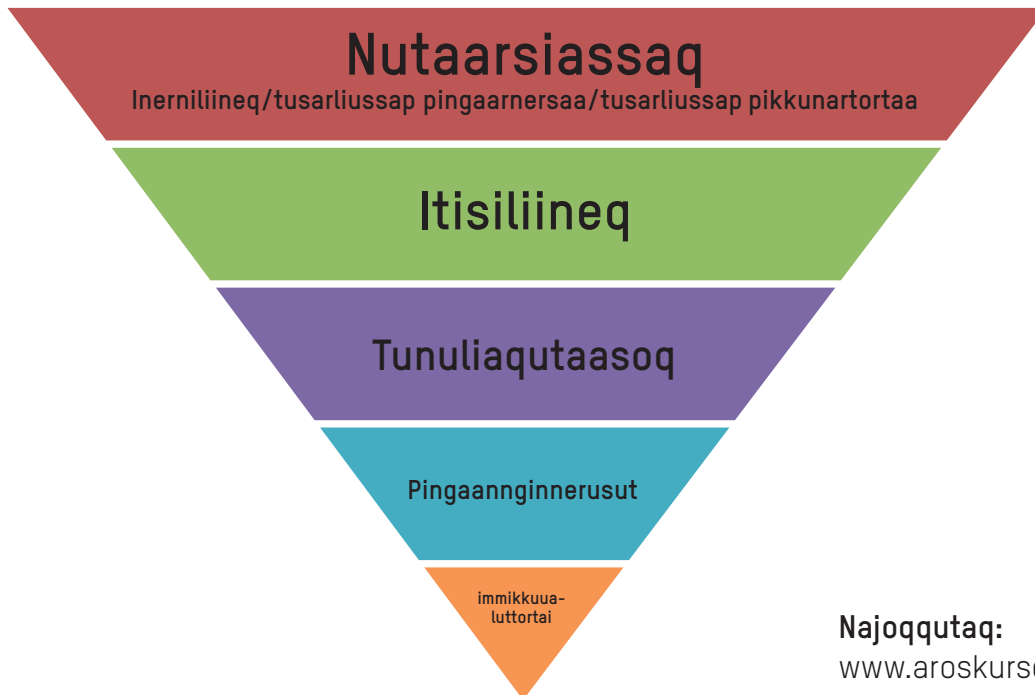 Nutaarsiassaq
Inerniliineq/tusarliussap pingaarnersaa/tusarliussap pikkunartortaa
Itisiliineq
Tunuliaqutaasoq
Pingaannginnerusut
immikkuua-
luttortai
Najoqqutaq: